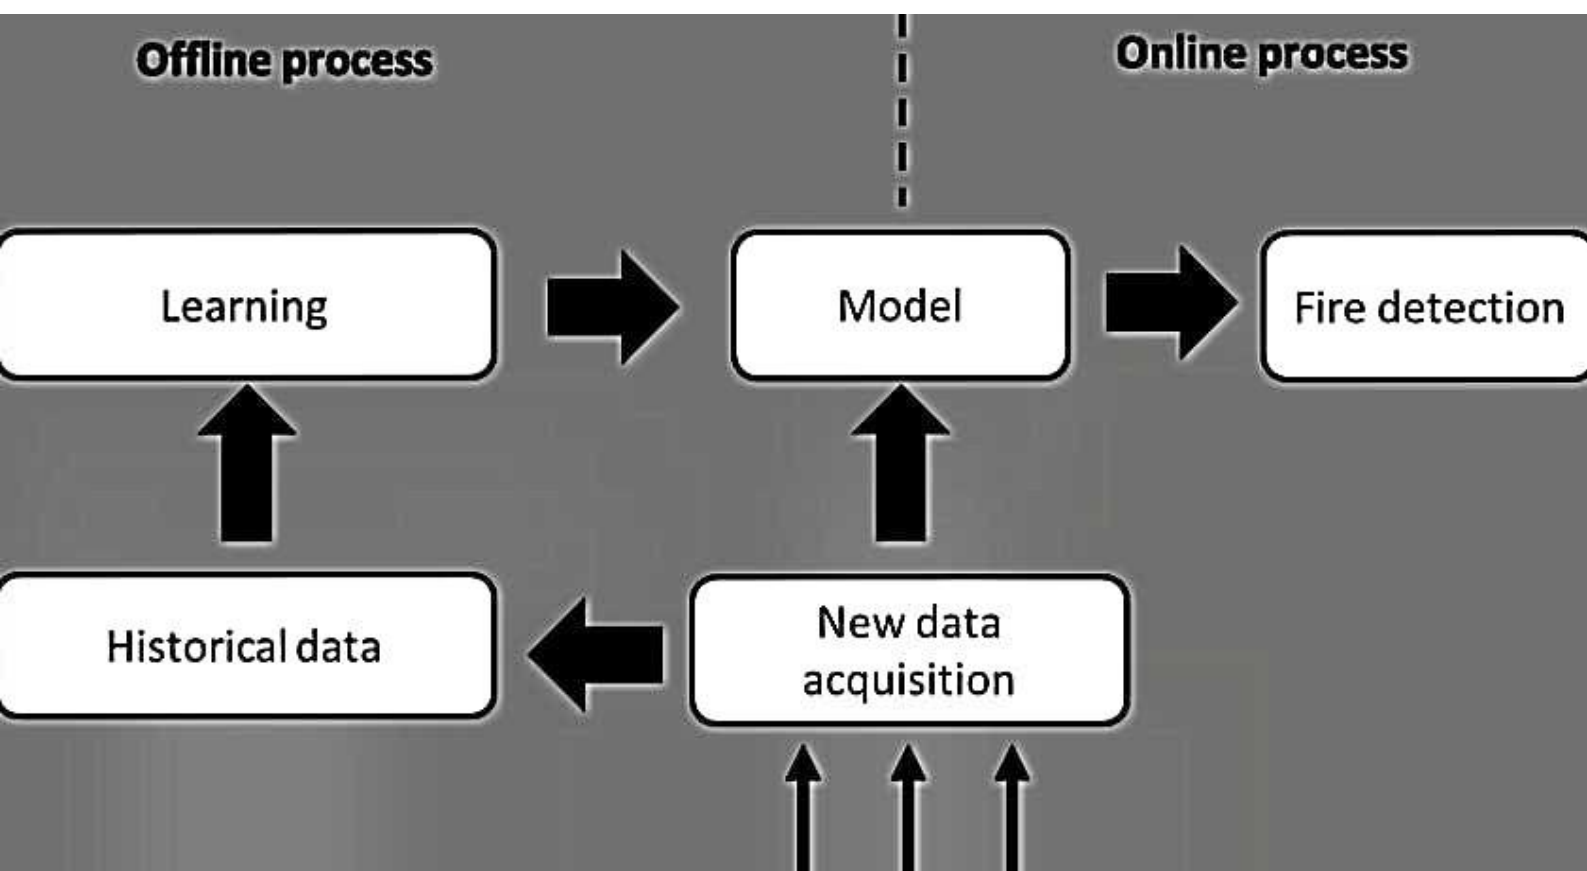 Offline process
Online process
Learning
Model
Fire detection
Historical data
New data
acquisition